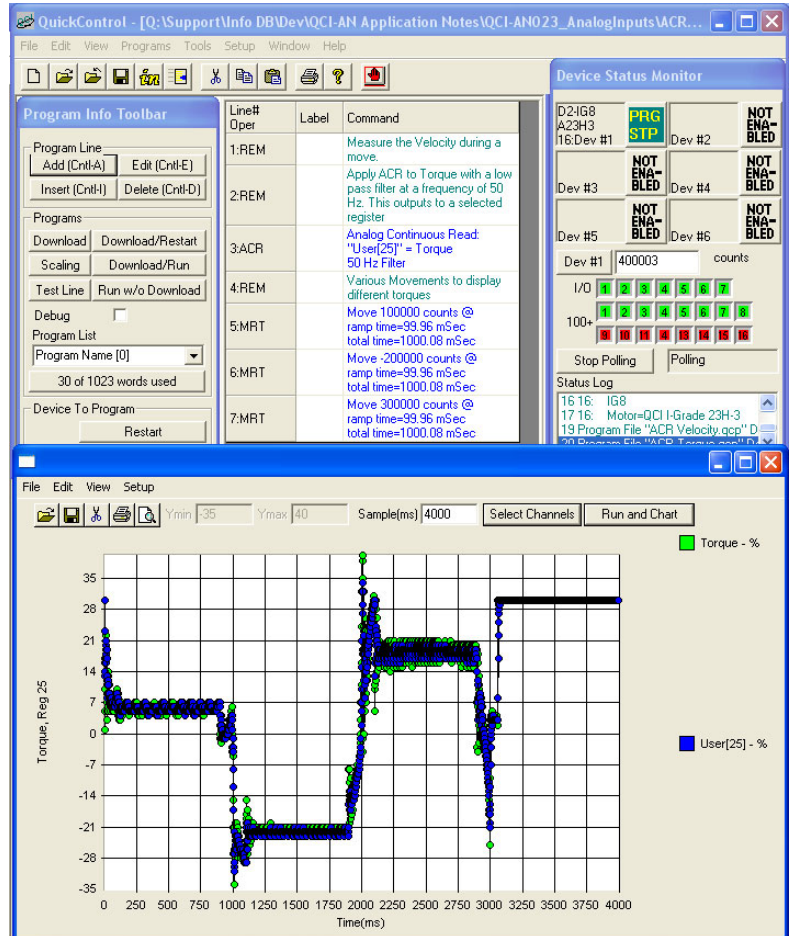 QuickControl - [Q:\Support\Info DB\Dev\QCI-AN Application Notes\QCI-AN023_AnalogInputs\ACR...
File Edit View Programs Tools Setup Window Help
Program Info Toolbar
Program Line
Add (Cntl-A) Edit (Cntl-E)
Insert (Cntl-I) Delete (Cntl-D)
Programs
Download Download/Restart
Scaling Download/Run
Test Line Run w/o Download
Debug
Program List
Program Name [0]
30 of 1023 words used
Device To Program
Restart
Line# Oper Label Command
1:REM Measure the Velocity during a move.
2:REM Apply ACR to Torque with a low pass filter at a frequency of 50 Hz. This outputs to a selected register
3:ACR Analog Continuous Read:
"User[25]" = Torque
50 Hz Filter
4:REM Various Movements to display different torques
5:MRT Move 100000 counts @
ramp time=99.96 mSec
total time=1000.08 mSec
6:MRT Move -200000 counts @
ramp time=99.96 mSec
total time=1000.08 mSec
7:MRT Move 300000 counts @
ramp time=99.96 mSec
total time=1000.08 mSec
Device Status Monitor
D2-IG8
A23H3
16:Dev #1 PRG STP Dev #2 NOT ENA-BLED
Dev #3 NOT ENA-BLED Dev #4 NOT ENA-BLED
Dev #5 NOT ENA-BLED Dev #6 NOT ENA-BLED
Dev #1 400003 counts
I/O 1 2 3 4 5 6 7
100+ 1 2 3 4 5 6 7 8
9 10 11 4 13 14 15 16
Stop Polling Polling
Status Log
16 16: IG8
17 16: Motor=QCI I-Grade 23H-3
19 Program File "ACR Velocity.qcp" D
20 Program File "ACR Torque.qcp" D
File Edit View Setup
Ymin -35 Ymax 40 Sample(ms) 4000 Select Channels Run and Chart
Torque - %
User[25] - %
Torque, Reg 25
35
28
21
14
7
0
-7
-14
-21
-28
-35
0 250 500 750 1000 1250 1500 1750 2000 2250 2500 2750 3000 3250 3500 3750 4000
Time(ms)